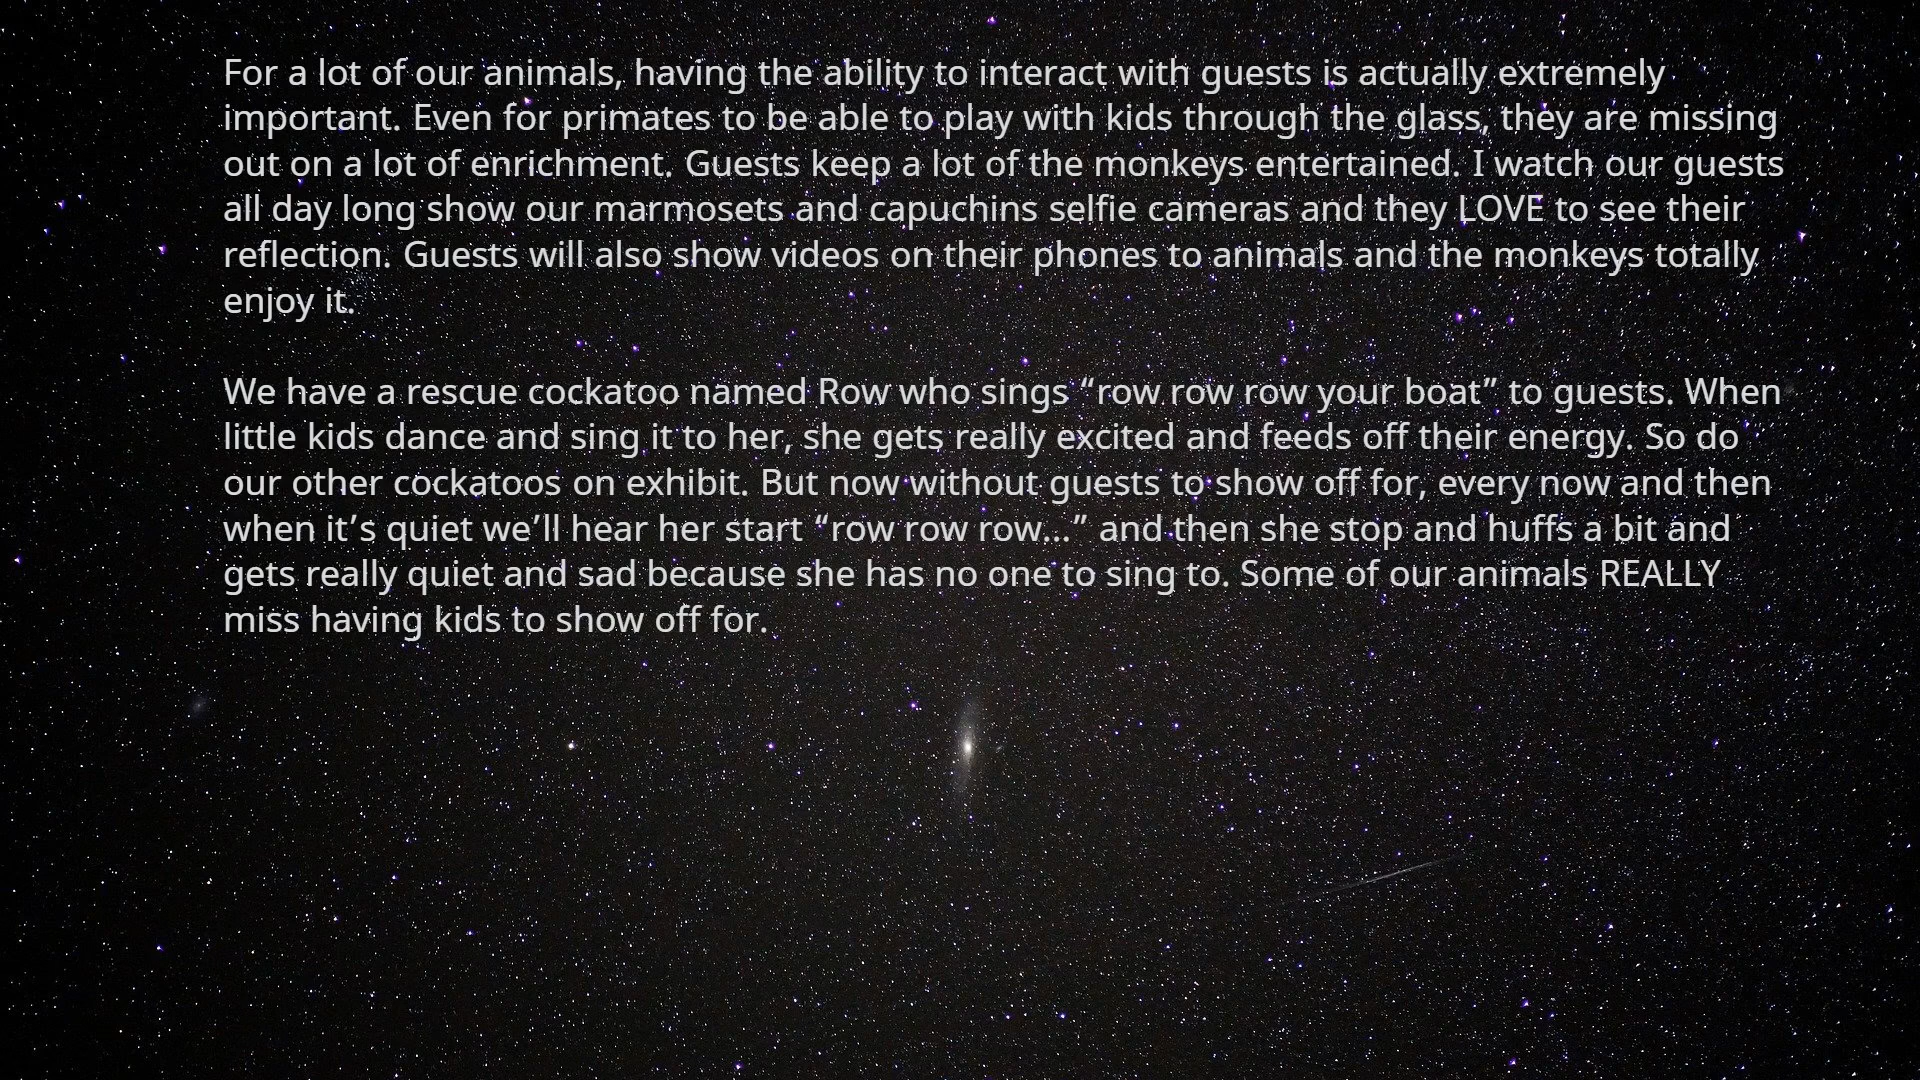 For a lot of our animals, having the ability to interact with guests is actually extremely
important. Even for primates to be able to play with kids through the glass, they are missing
out on a lot of enrichment. Guests keep a lot of the monkeys entertained. I watch our guests
all day long show our marmosets and capuchins selfie cameras and they LOVE to see their
reflection. Guests will also show videos on their phones to animals and the monkeys totally
enjoy it.
We have a rescue cockatoo named Row who sings “row row row your boat” to guests. When
little kids dance and sing it to her, she gets really excited and feeds off their energy. So do
our other cockatoos on exhibit. But now without guests to show off for, every now and then
when it’s quiet we’ll hear her start “row row row...” and then she stop and huffs a bit and
gets really quiet and sad because she has no one to sing to. Some of our animals REALLY
miss having kids to show off for.